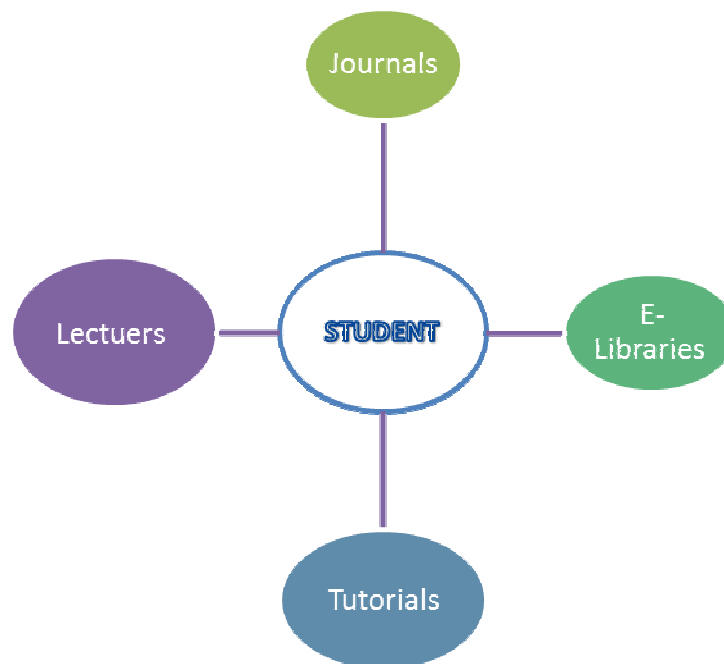 Journals
Lectuers
STUDENT
E-
Libraries
Tutorials